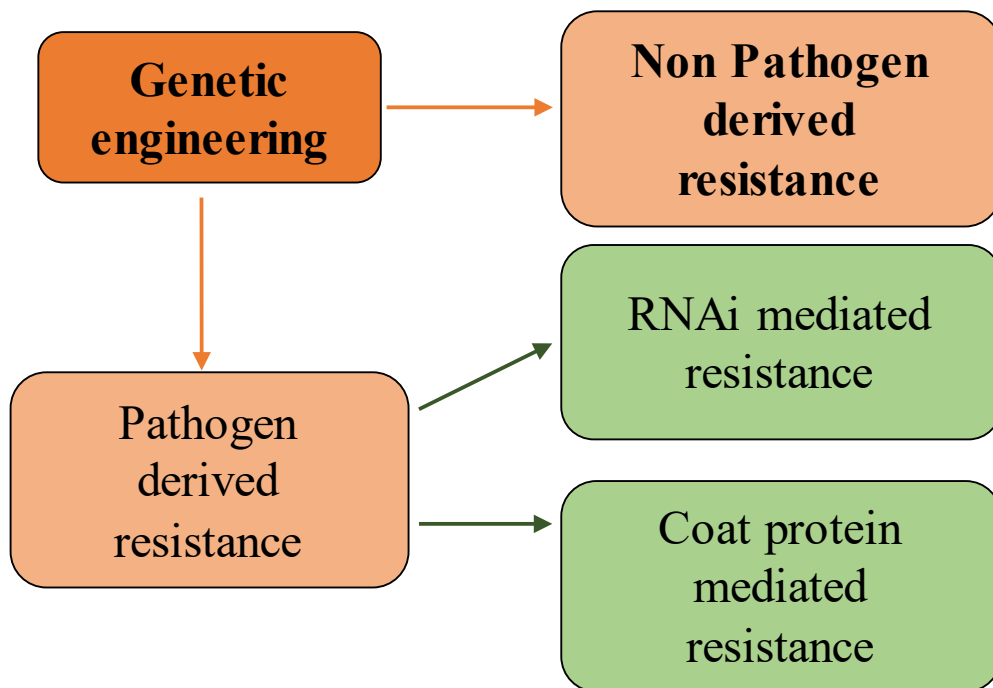 Genetic
engineering
Non Pathogen
derived
resistance
RNAi mediated
resistance
Pathogen
derived
resistance
Coat protein
mediated
resistance